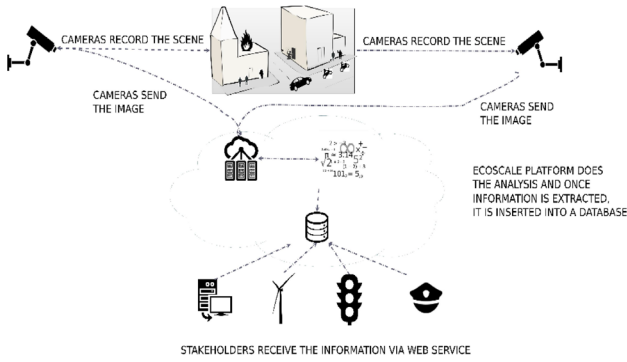 CAMERAS RECORD THE SCENE
CAMERAS RECORD THE SCENE
CAMERAS SEND
THE IMAGE
CAMERAS SEND
THE IMAGE
ECOSCALE PLATFORM DOES
THE ANALYSIS AND ONCE
INFORMATION IS EXTRACTED,
IT IS INSERTED INTO A DATABASE
STAKEHOLDERS RECEIVE THE INFORMATION VIA WEB SERVICE